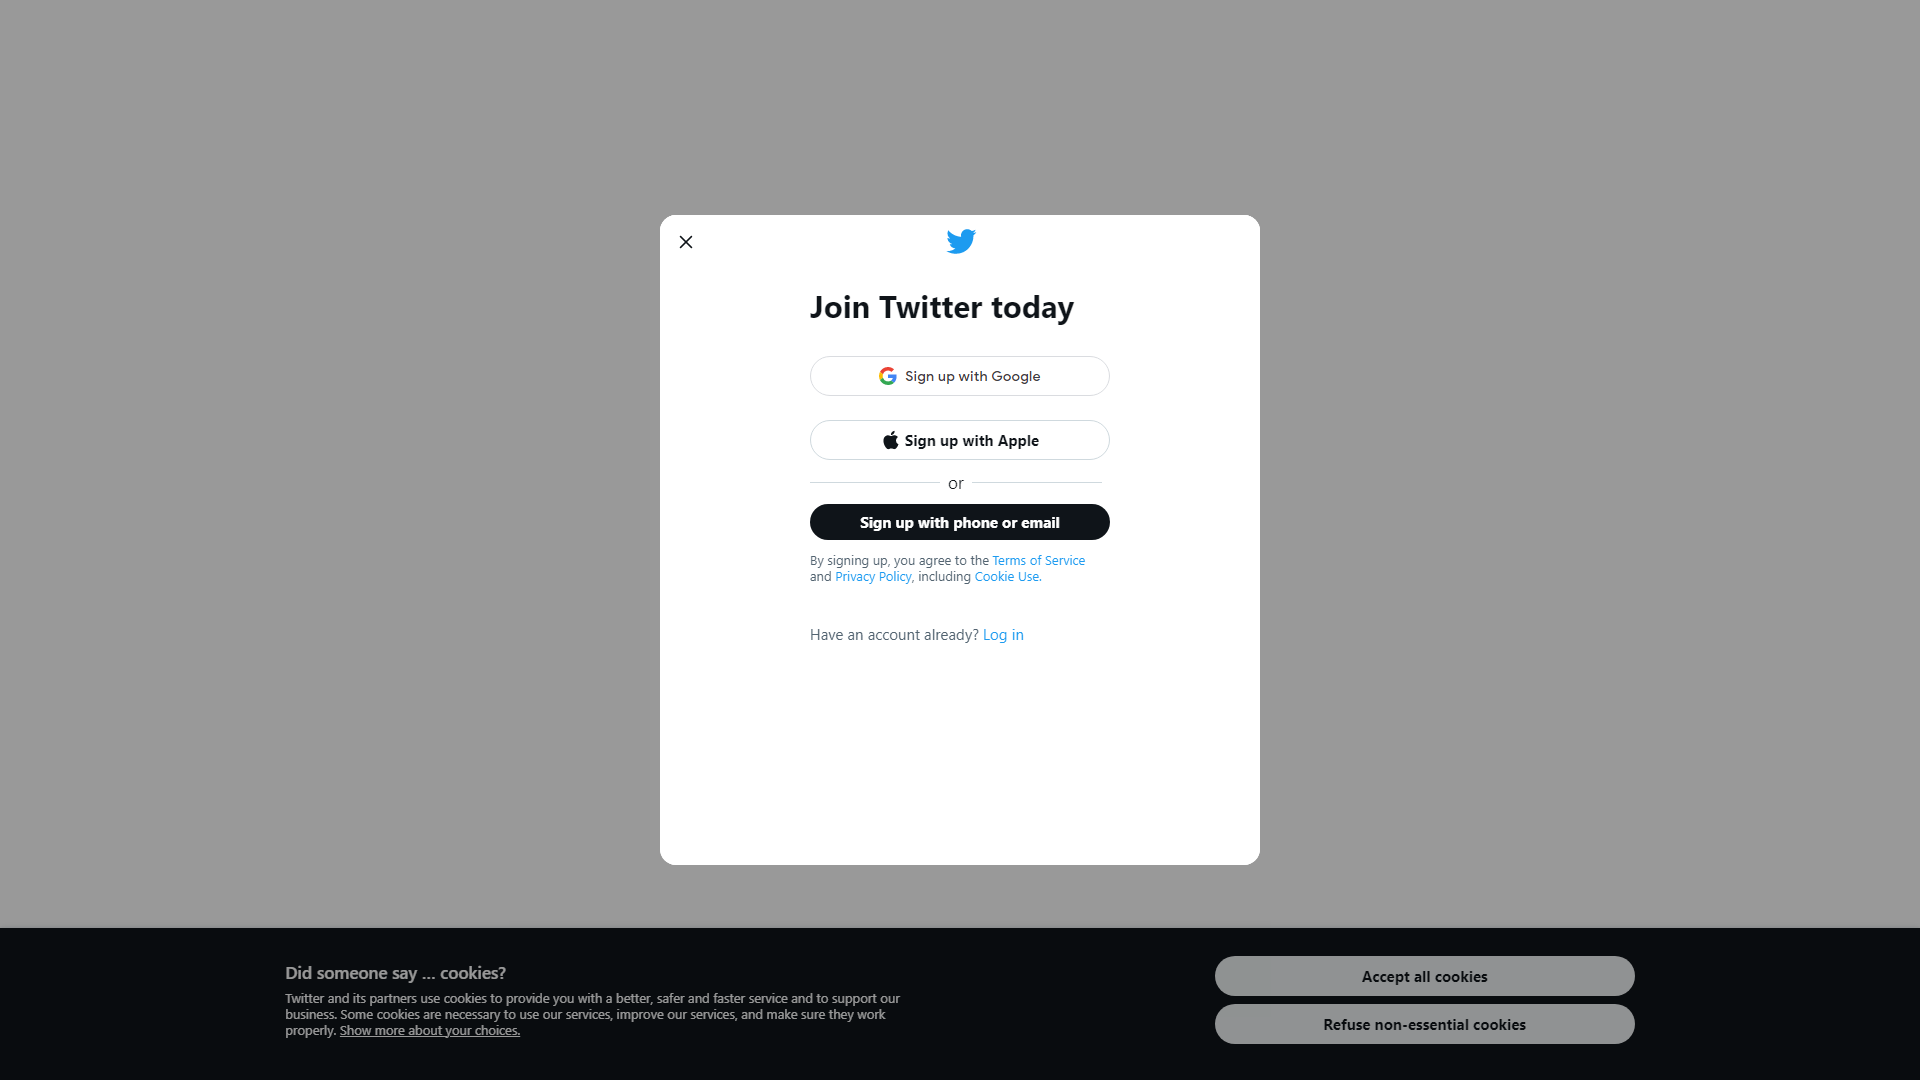 Join Twitter today
Sign up with Google
Sign up with Apple
or
Sign up with phone or email
By signing up, you agree to the Terms of Service
and Privacy Policy, including Cookie Use.
Have an account already? Log in
Did someone say … cookies?
Twitter and its partners use cookies to provide you with a better, safer and faster service and to support our
business. Some cookies are necessary to use our services, improve our services, and make sure they work
properly. Show more about your choices.
Accept all cookies
Refuse non-essential cookies